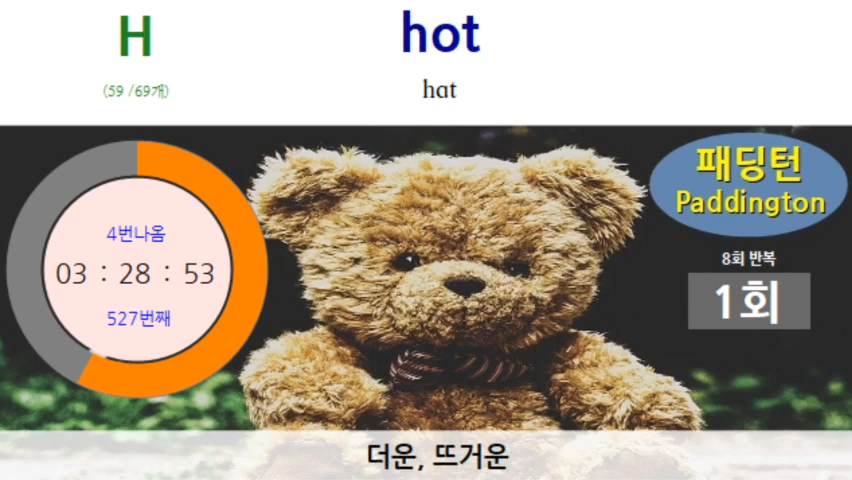 H
hot
(59 /69개)
hat
패딩턴
Paddington
4번나옴
03 : 28 : 53
527번째
8회 반복
1회
더운, 뜨거운